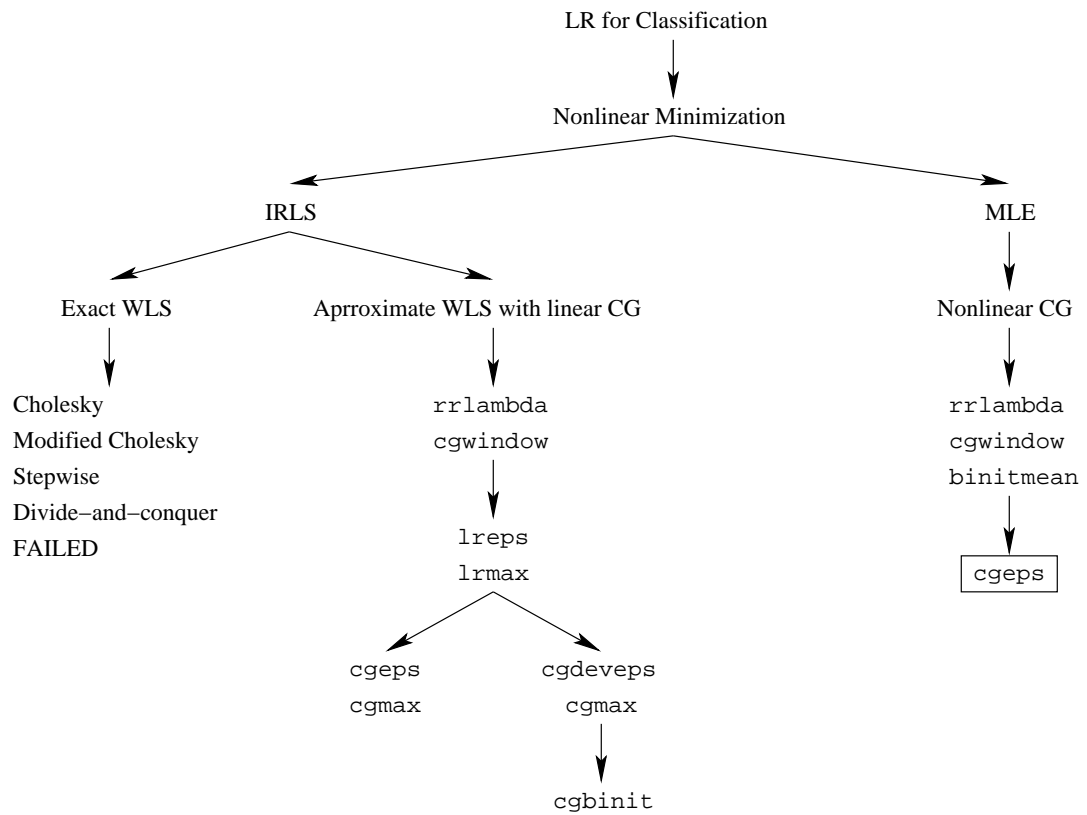 LR for Classification
Nonlinear Minimization
IRLS
MLE
Exact WLS
Aprroximate WLS with linear CG
Nonlinear CG
Cholesky
Modified Cholesky
Stepwise
Divide−and−conquer
FAILED
rrlambda
cgwindow
lreps
lrmax
cgeps
cgmax
cgdeveps
cgmax
cgbinit
rrlambda
cgwindow
binitmean
cgeps